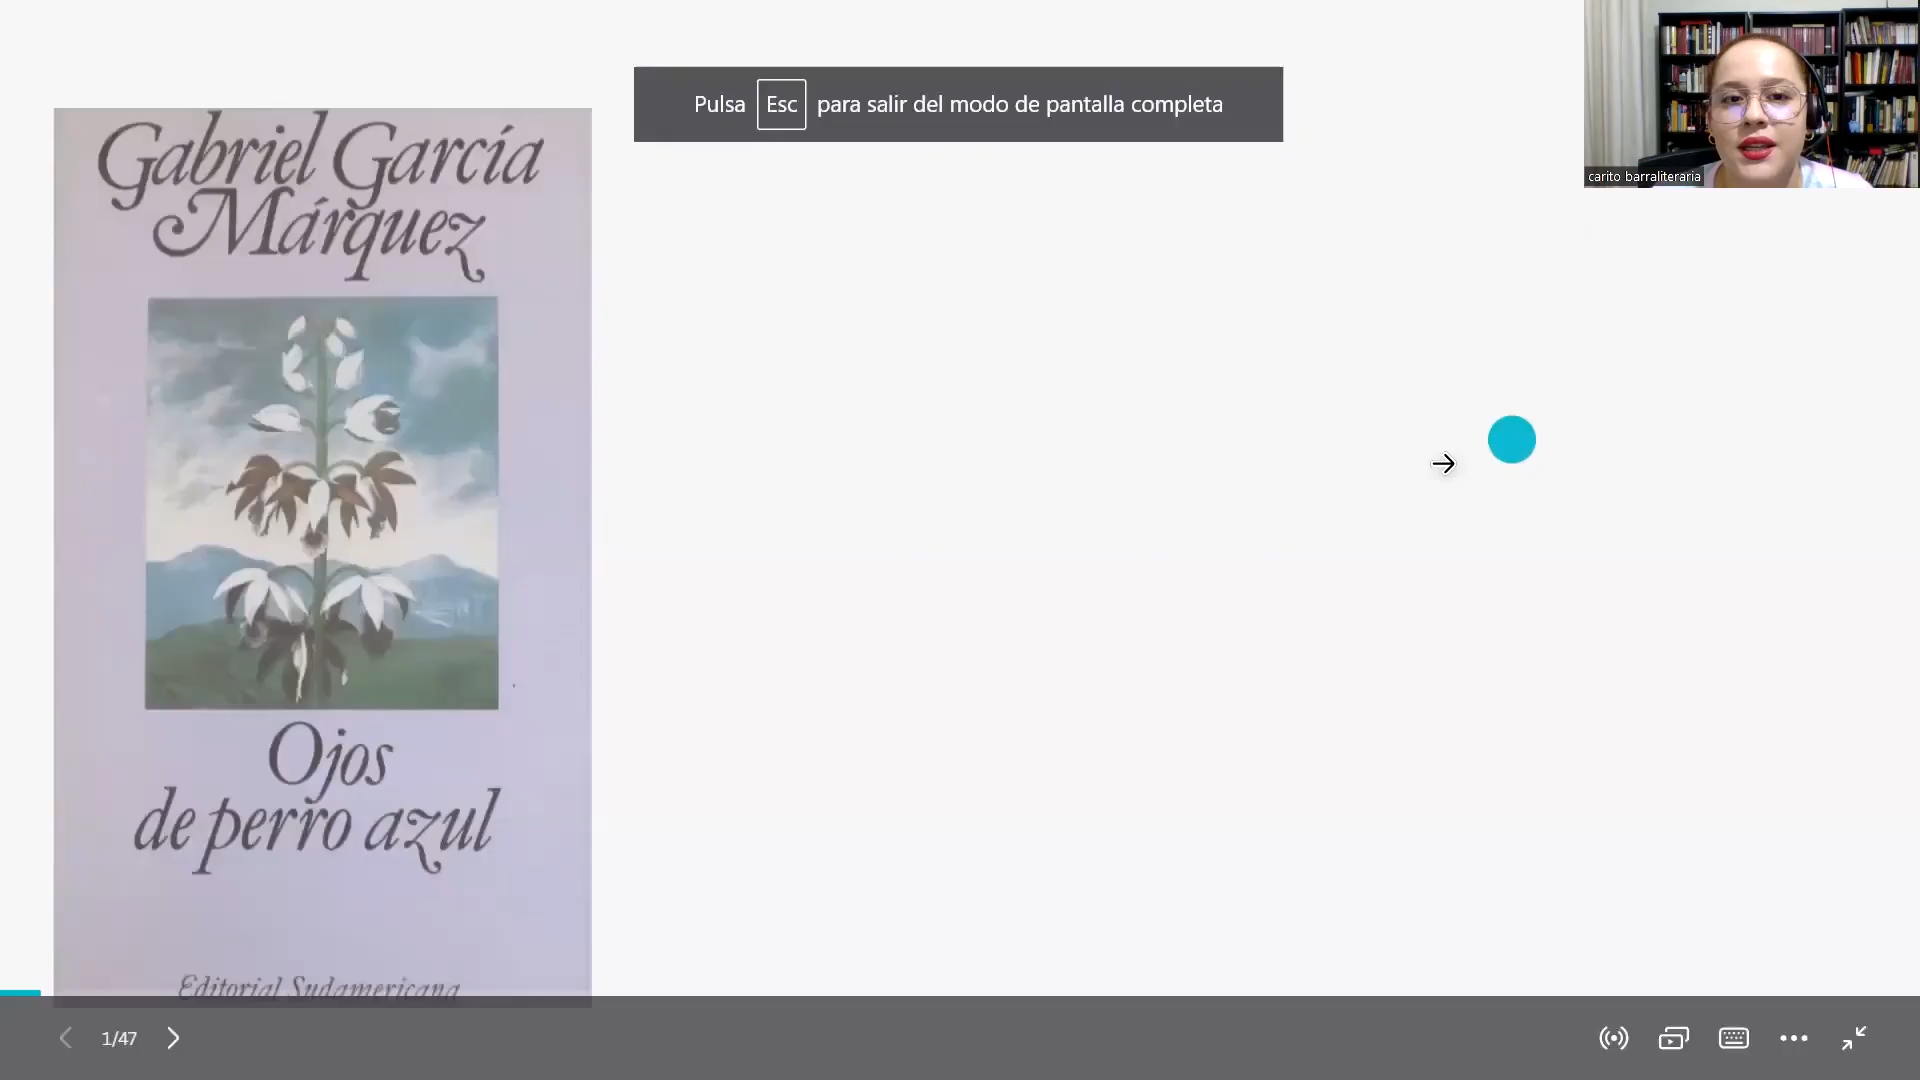 Gabriel García
Márquez
Ojos
de perro azul
Editorial Sudamericana
Pulsa Esc para salir del modo de pantalla completa
carito barraliteraria
1/47